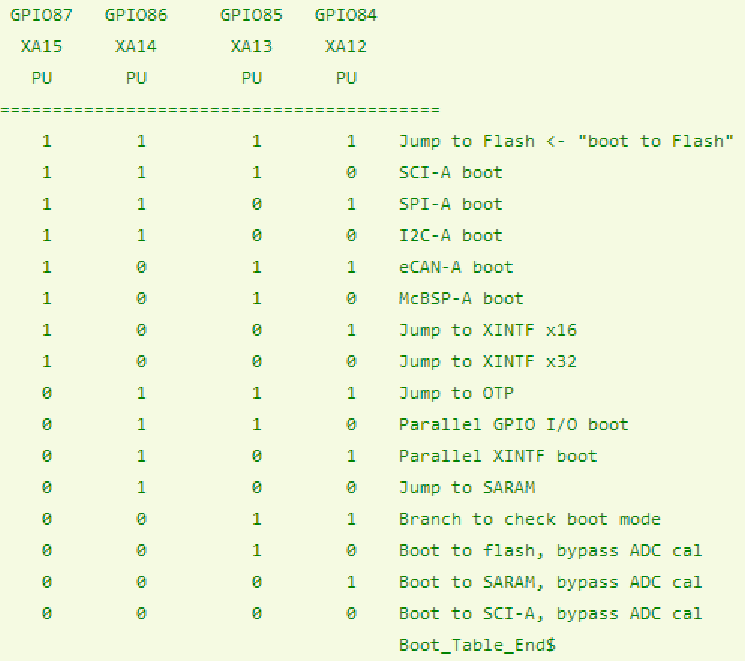 GPIO87 GPIO86 GPIO85 GPIO84
XA15 XA14 XA13 XA12
PU PU PU PU
==========================================
1 1 1 1 Jump to Flash <- "boot to Flash"
1 1 1 0 SCI-A boot
1 1 0 1 SPI-A boot
1 1 0 0 I2C-A boot
1 0 1 1 eCAN-A boot
1 0 1 0 McBSP-A boot
1 0 0 1 Jump to XINTF x16
1 0 0 0 Jump to XINTF x32
0 1 1 1 Jump to OTP
0 1 1 0 Parallel GPIO I/O boot
0 1 0 1 Parallel XINTF boot
0 1 0 0 Jump to SARAM
0 0 1 1 Branch to check boot mode
0 0 1 0 Boot to flash, bypass ADC cal
0 0 0 1 Boot to SARAM, bypass ADC cal
0 0 0 0 Boot to SCI-A, bypass ADC cal
Boot_Table_End$